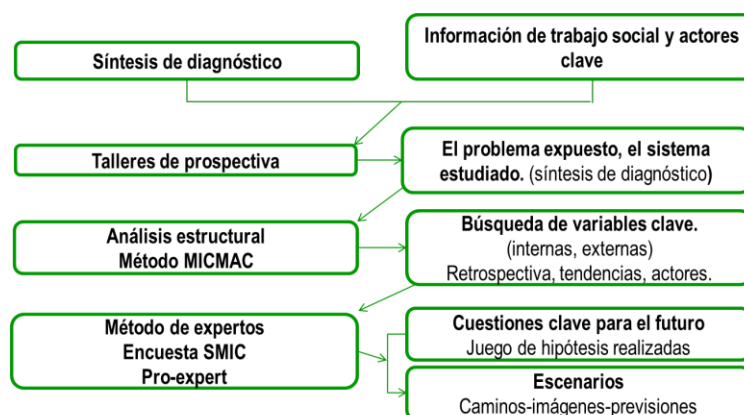 Síntesis de diagnóstico
Información de trabajo social y actores
clave
Talleres de prospectiva
El problema expuesto, el sistema
estudiado. (síntesis de diagnóstico)
Análisis estructural
Método MICMAC
Búsqueda de variables clave.
(internas, externas)
Retrospectiva, tendencias, actores.
Método de expertos
Encuesta SMIC
Pro-expert
Cuestiones clave para el futuro
Juego de hipótesis realizadas
Escenarios
Caminos-imágenes-previsiones